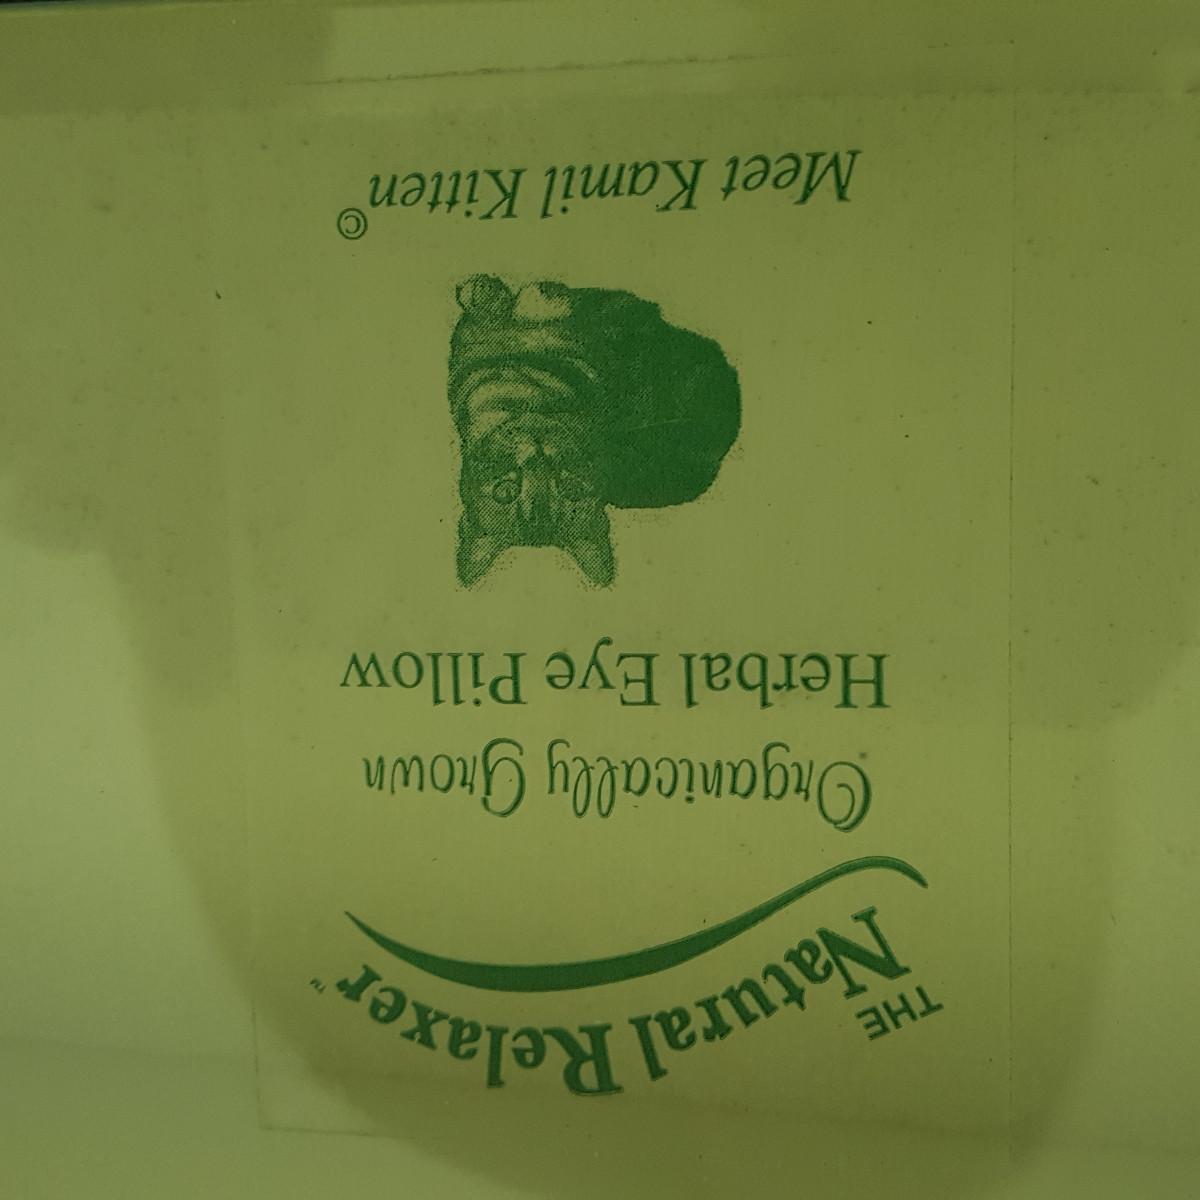 THE
Natural Relaxer™
Organically Grown
Herbal Eye Pillow
Meet Kamil Kitten©